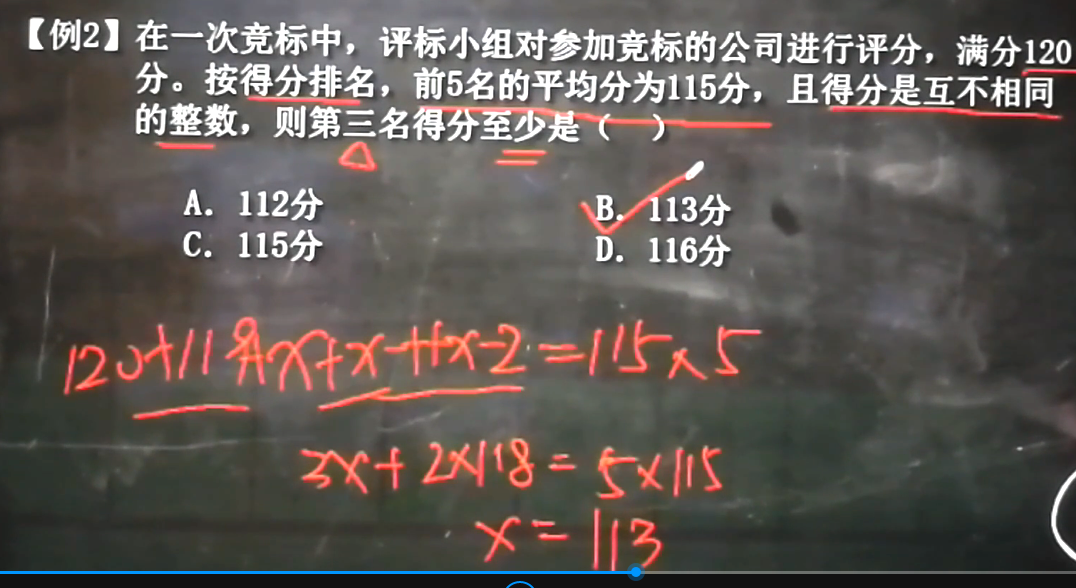 【例2】在一次竞标中，评标小组对参加竞标的公司进行评分，满分120
分。按得分排名，前5名的平均分为115分，且得分是互不相同
的整数，则第三名得分至少是（　）
A. 112分
B. 113分
C. 115分
D. 116分
120+119+x+x-1+x-2=115×5
3x+2×118=5×115
x=113